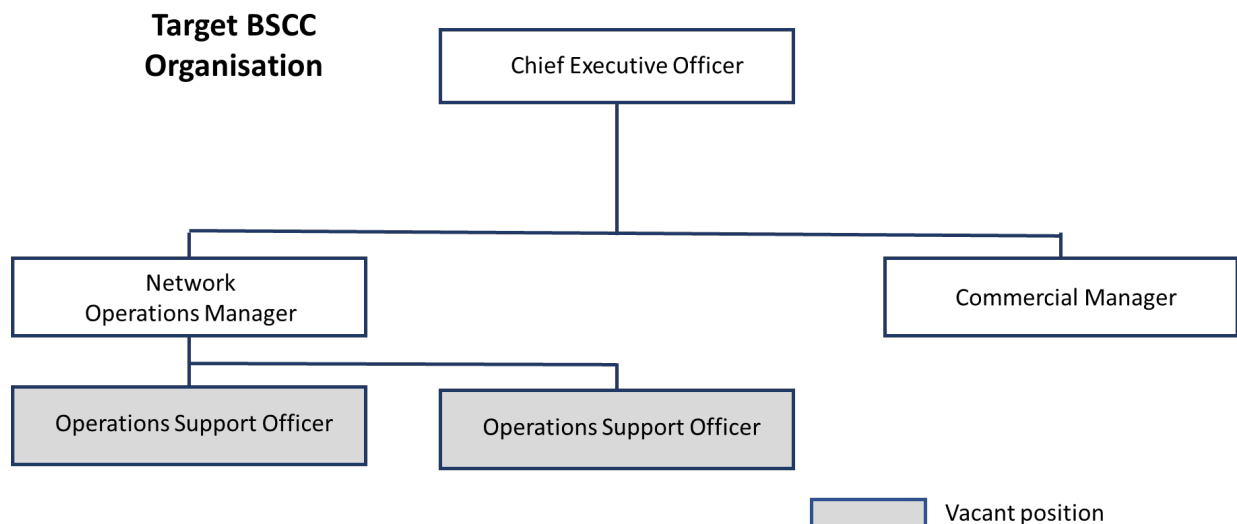 Target BSCC
Organisation
Chief Executive Officer
Network
Operations Manager
Commercial Manager
Operations Support Officer
Operations Support Officer
Vacant position